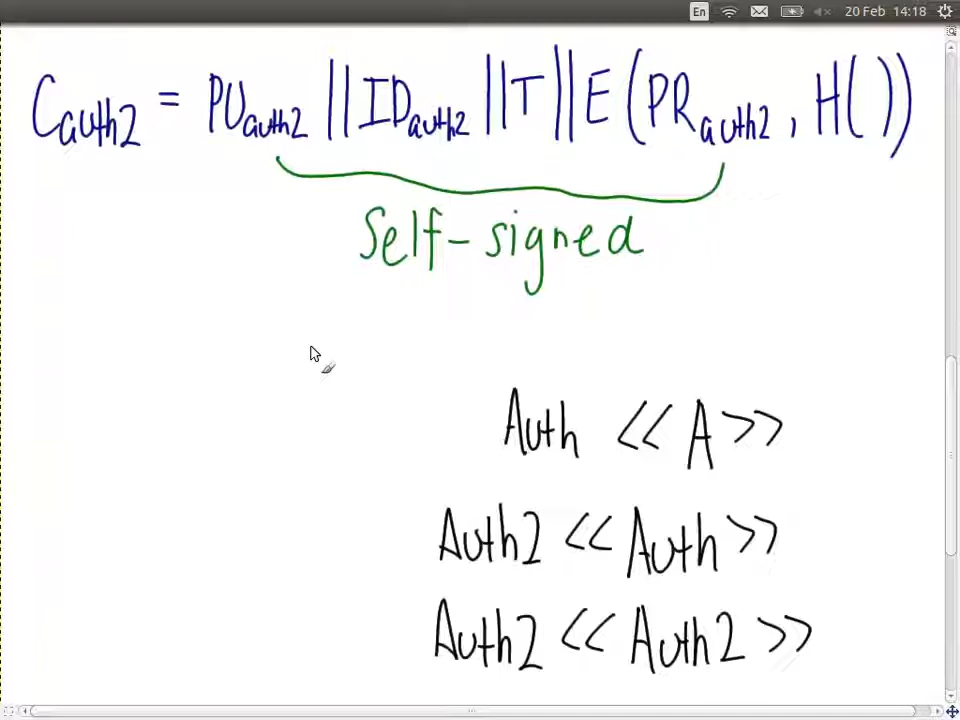 En 20 Feb 14:18
C_auth2 = PU_auth2 || ID_auth2 || T || E (PR_auth2, H( ))
Self-signed
Auth << A >>
Auth2 << Auth >>
Auth2 << Auth2 >>